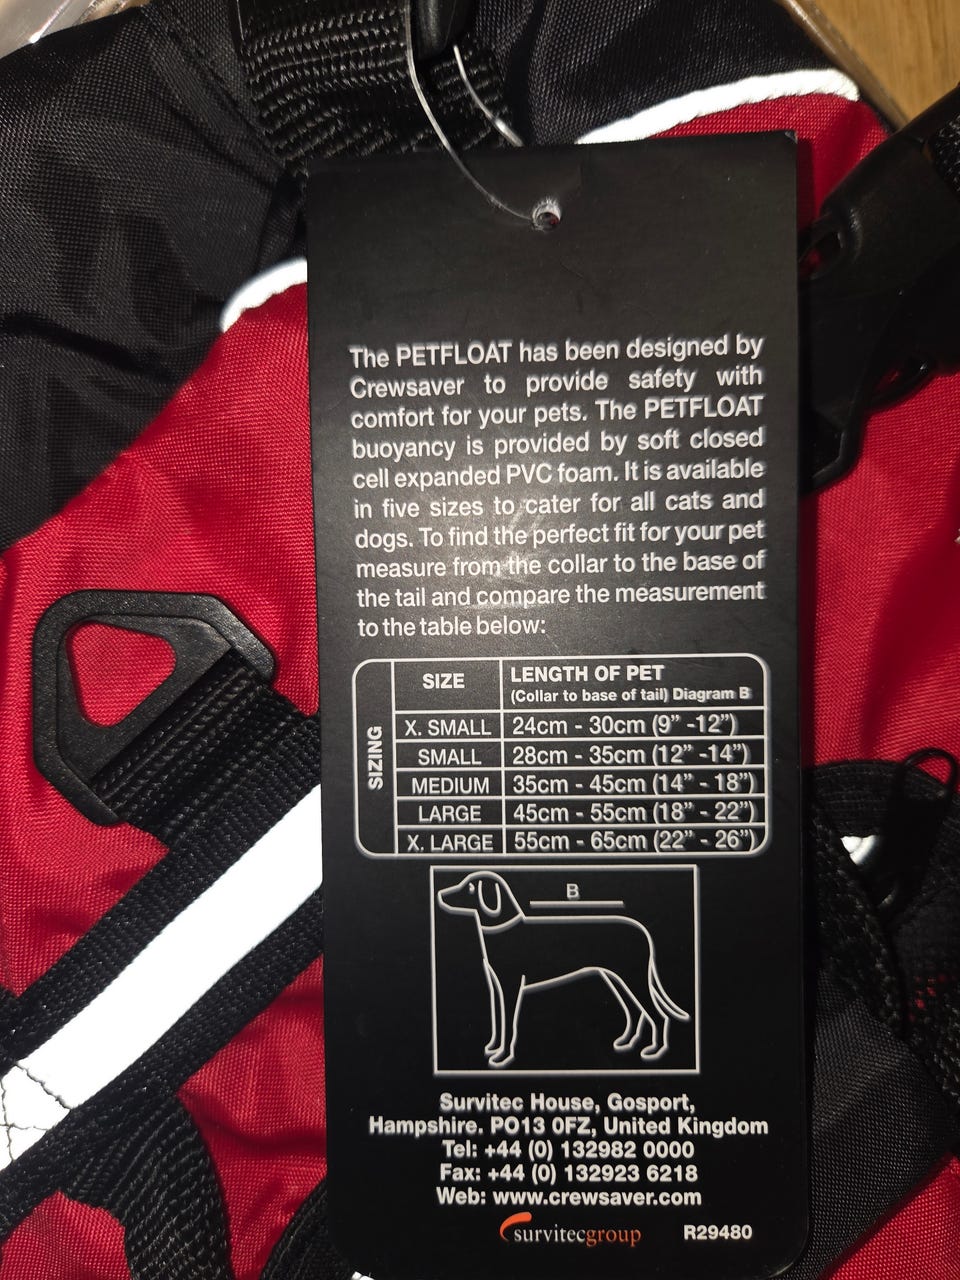 The PETFLOAT has been designed by
Crewsaver to provide safety with
comfort for your pets. The PETFLOAT
buoyancy is provided by soft closed
cell expanded PVC foam. It is available
in five sizes to cater for all cats and
dogs. To find the perfect fit for your pet
measure from the collar to the base of
the tail and compare the measurement
to the table below:
SIZING
SIZE LENGTH OF PET
(Collar to base of tail) Diagram B
X. SMALL 24cm - 30cm (9” -12”)
SMALL 28cm - 35cm (12” -14”)
MEDIUM 35cm - 45cm (14” - 18”)
LARGE 45cm - 55cm (18” - 22”)
X. LARGE 55cm - 65cm (22” - 26”)
B
Survitec House, Gosport,
Hampshire. PO13 0FZ, United Kingdom
Tel: +44 (0) 132982 0000
Fax: +44 (0) 132923 6218
Web: www.crewsaver.com
survitecgroup R29480